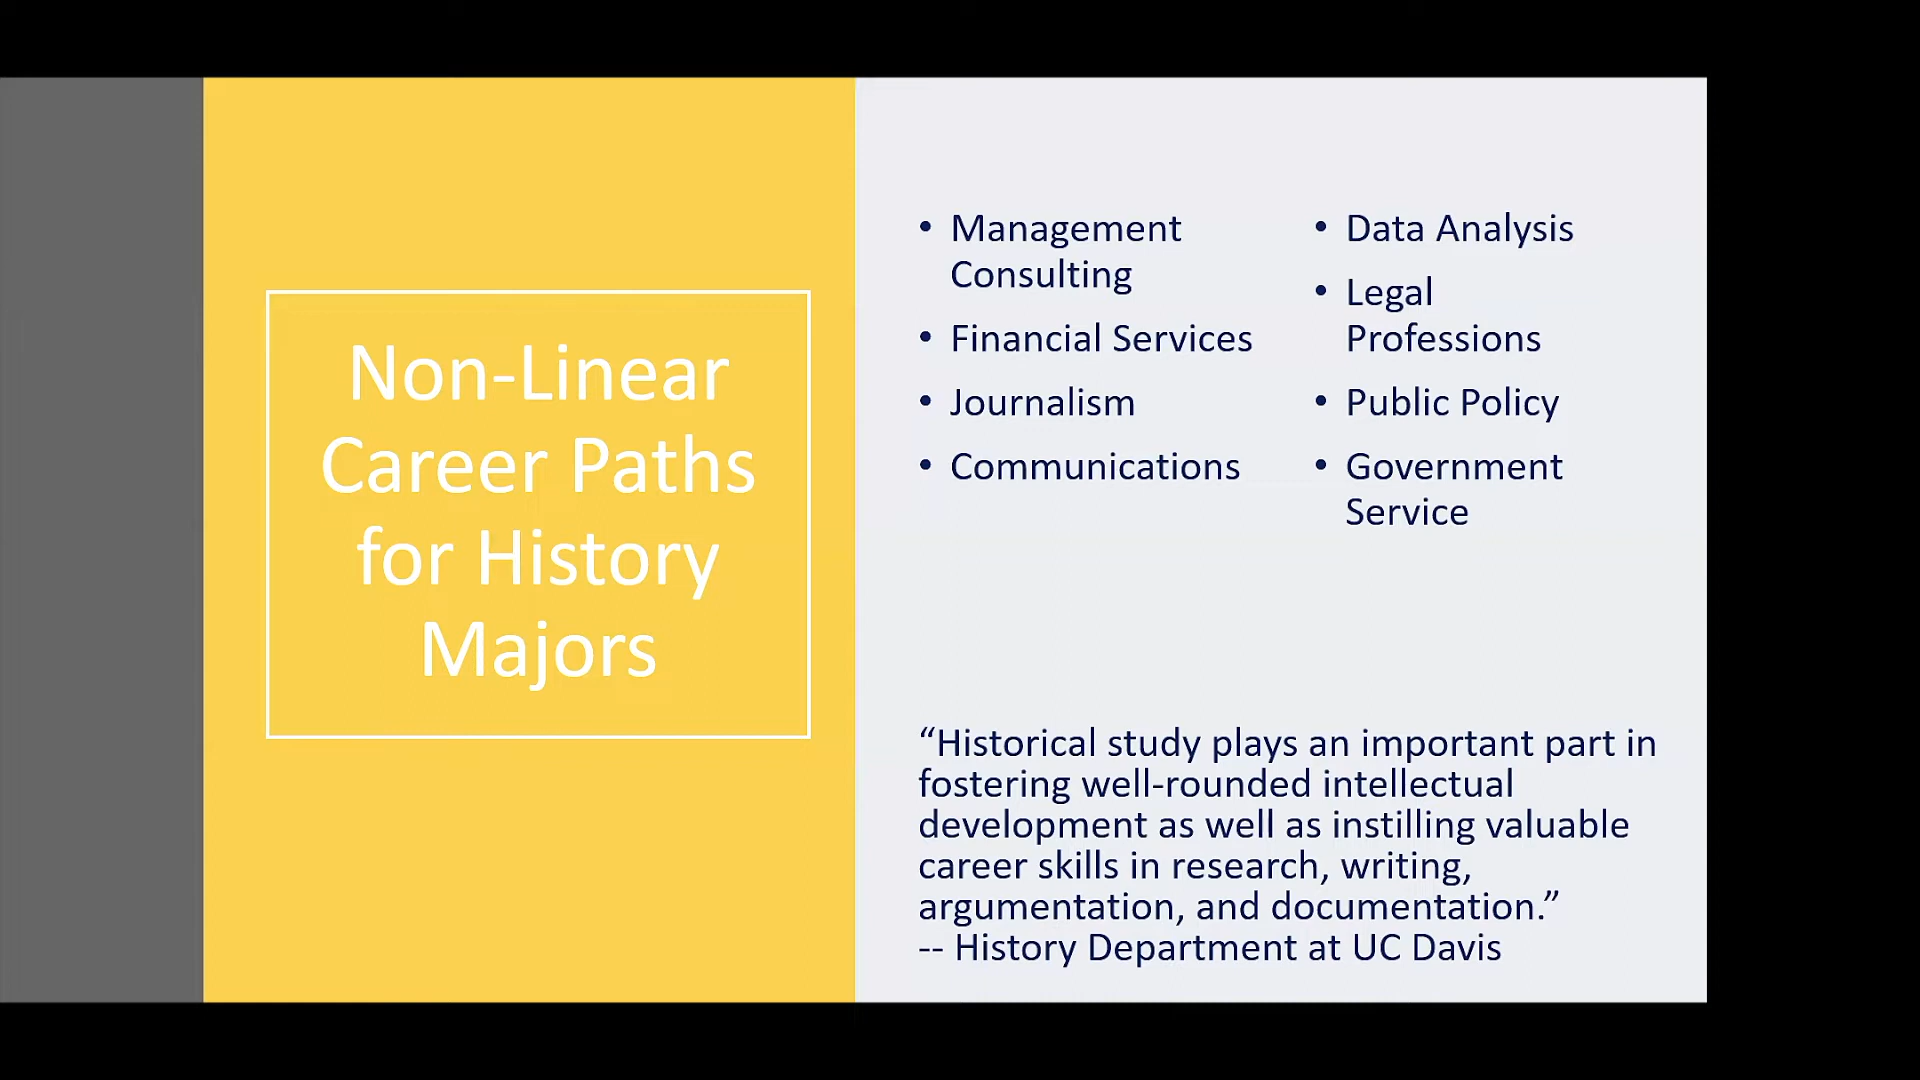 Non-Linear
Career Paths
for History
Majors
• Management
Consulting
• Financial Services
• Journalism
• Communications
• Data Analysis
• Legal
Professions
• Public Policy
• Government
Service
“Historical study plays an important part in
fostering well-rounded intellectual
development as well as instilling valuable
career skills in research, writing,
argumentation, and documentation.”
-- History Department at UC Davis